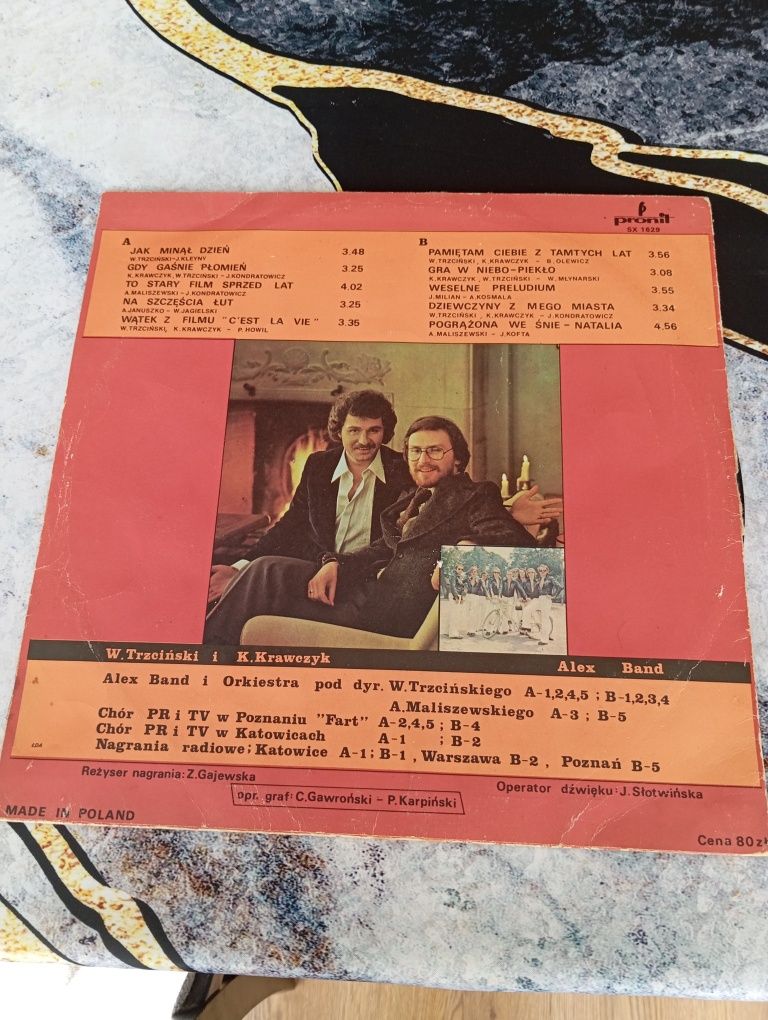 pronit
SX 1629
A
JAK MINĄŁ DZIEŃ 3.48
W.TRZCIŃSKI-J.KLEYNY
GDY GAŚNIE PŁOMIEŃ 3.25
K.KRAWCZYK, W.TRZCIŃSKI - J.KONDRATOWICZ
TO STARY FILM SPRZED LAT 4.02
A.MALISZEWSKI - J.KONDRATOWICZ
NA SZCZĘŚCIA ŁUT 3.25
A.JANUSZKO - W.JAGIELSKI
WĄTEK Z FILMU "C'EST LA VIE" 3.35
W.TRZCIŃSKI, K.KRAWCZYK - P.HOWIL
B
PAMIĘTAM CIEBIE Z TAMTYCH LAT 3.56
W.TRZCIŃSKI, K.KRAWCZYK - B.OLEWICZ
GRA W NIEBO-PIEKŁO 3.08
K.KRAWCZYK, W.TRZCIŃSKI - W.MŁYNARSKI
WESELNE PRELUDIUM 3.55
J.MILIAN - A.KOSMALA
DZIEWCZYNY Z MEGO MIASTA 3.34
W.TRZCIŃSKI, K.KRAWCZYK - J.KONDRATOWICZ
POGRĄŻONA WE ŚNIE - NATALIA 4.56
A.MALISZEWSKI - J.KOFTA
W.Trzciński i K.Krawczyk Alex Band
Alex Band i Orkiestra pod dyr. W.Trzcińskiego A-1,2,4,5 ; B-1,2,3,4
A.Maliszewskiego A-3 ; B-5
Chór PR i TV w Poznaniu "Fart" A-2,4,5 ; B-4
Chór PR i TV w Katowicach A-1 ; B-2
Nagrania radiowe; Katowice A-1; B-1, Warszawa B-2, Poznań B-5
ŁDA
Reżyser nagrania: Z.Gajewska
opr. graf: C.Gawroński - P.Karpiński
Operator dźwięku: J.Słotwińska
MADE IN POLAND
Cena 80 zł